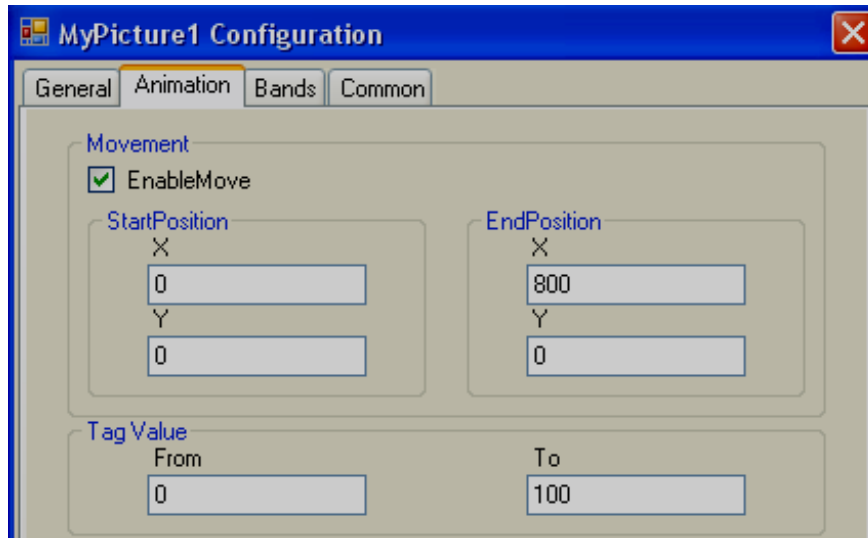 MyPicture1 Configuration
General Animation Bands Common
Movement
EnableMove
StartPosition EndPosition
X X
0 800
Y Y
0 0
Tag Value
From To
0 100